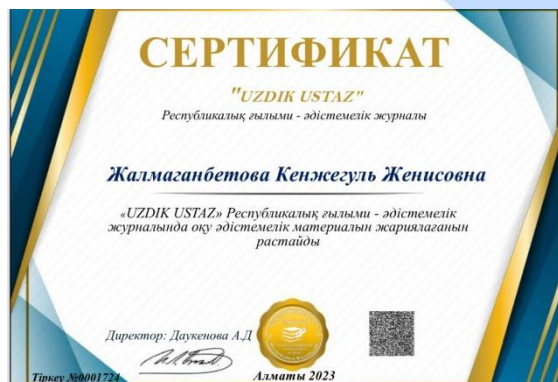 СЕРТИФИКАТ
"UZDIK USTAZ"
Республикалық ғылыми - әдістемелік журналы
Жалмаганбетова Кенжегуль Женисовна
«UZDIK USTAZ» Республикалық ғылыми - әдістемелік
журналында оқу әдістемелік материалын жариялағанын
растайды
Директор: Даукенова А.Д
Тіркеу №0001724
Алматы 2023